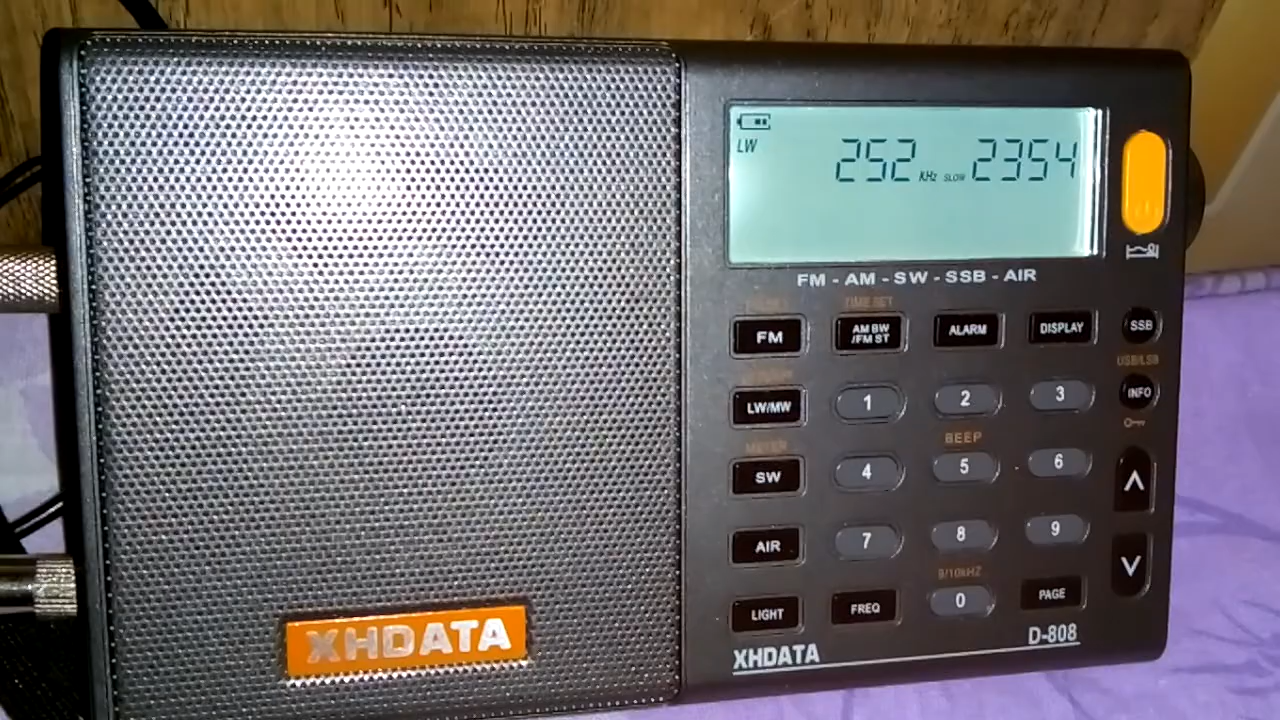 LW
252 KHz SLOW 2354
FM - AM - SW - SSB - AIR
TIME SET
FM
AM BW
/FM ST
ALARM
DISPLAY
SSB
USB/LSB
LW/MW
1
2
3
INFO
BEEP
SW
4
5
6
AIR
7
8
9
9/10kHZ
LIGHT
FREQ
0
PAGE
XHDATA
XHDATA
D-808